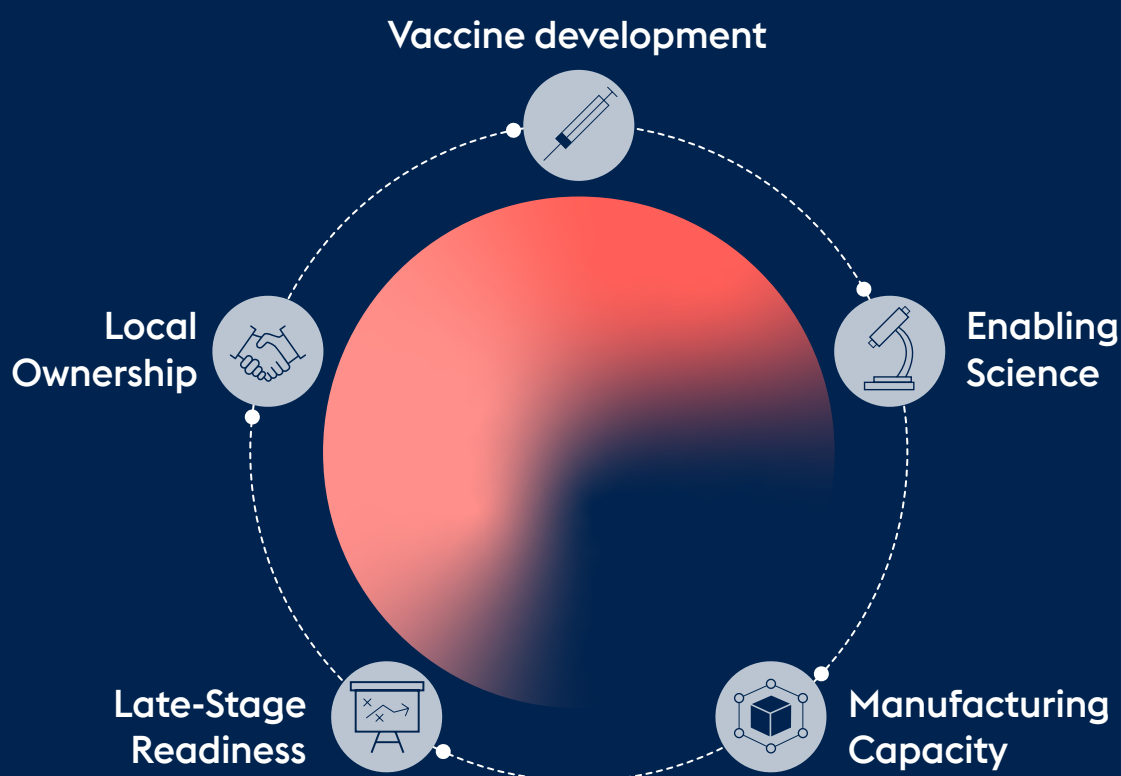 Vaccine development
Enabling
Science
Manufacturing
Capacity
Late-Stage
Readiness
Local
Ownership